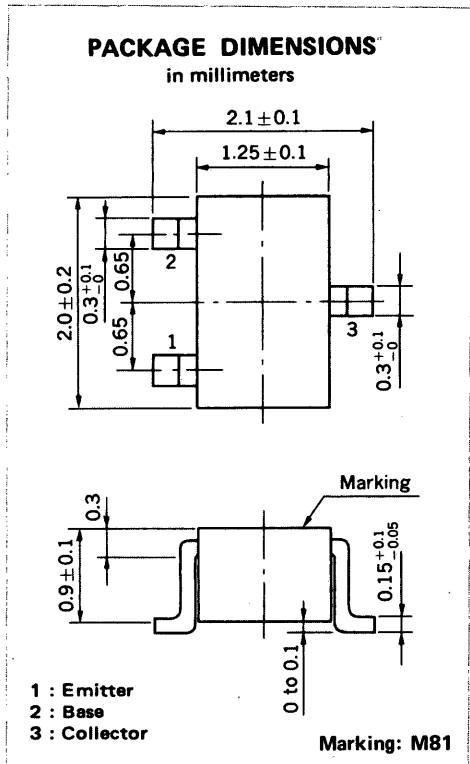 PACKAGE DIMENSIONS
in millimeters
2.1±0.1
1.25±0.1
2.0±0.2
0.3+0.1 −0
0.65
0.65
2
1
3
0.3+0.1 −0
Marking
0.3
0.9±0.1
0.15+0.1 −0.05
0 to 0.1
1 : Emitter
2 : Base
3 : Collector
Marking: M81